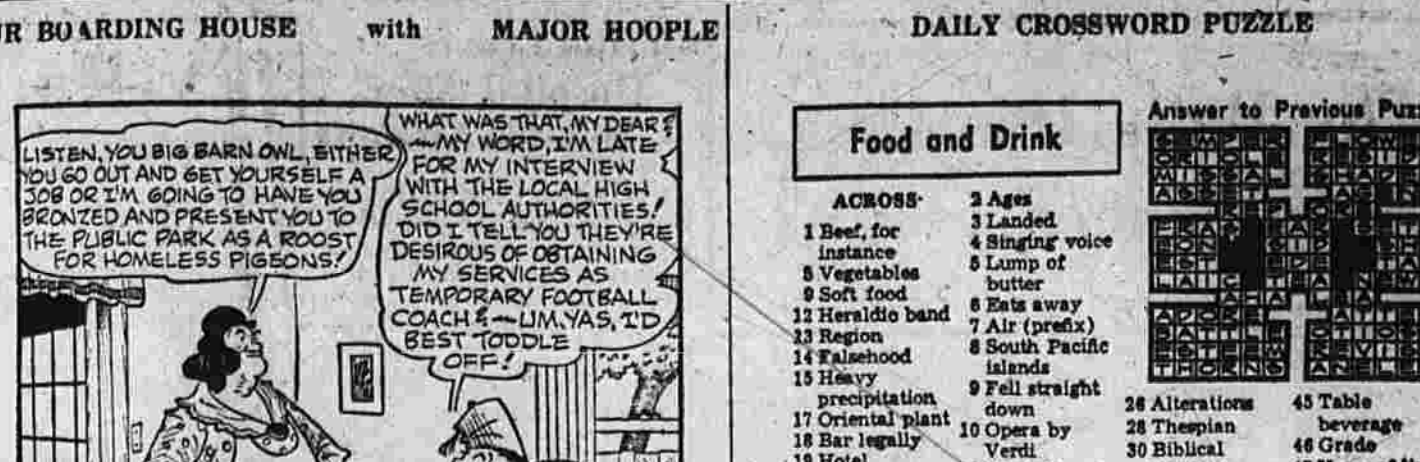 R BOARDING HOUSE with MAJOR HOOPLE
LISTEN, YOU BIG BARN OWL, EITHER
YOU GO OUT AND GET YOURSELF A
JOB OR I'M GOING TO HAVE YOU
BRONZED AND PRESENT YOU TO
THE PUBLIC PARK AS A ROOST
FOR HOMELESS PIGEONS!
WHAT WAS THAT, MY DEAR?
—MY WORD, I'M LATE
FOR MY INTERVIEW
WITH THE LOCAL HIGH
SCHOOL AUTHORITIES!
DID I TELL YOU THEY'RE
DESIROUS OF OBTAINING
MY SERVICES AS
TEMPORARY FOOTBALL
COACH? —UM, YAS, I'D
BEST TODDLE
OFF!
DAILY CROSSWORD PUZZLE
Food and Drink
ACROSS
1 Beef, for
instance
5 Vegetables
9 Soft food
12 Heraldic band
13 Region
14 Falsehood
15 Heavy
precipitation
17 Oriental plant
18 Bar legally
19 Hotel
2 Ages
3 Landed
4 Singing voice
5 Lump of
butter
6 Eats away
7 Air (prefix)
8 South Pacific
islands
9 Fell straight
down
10 Opera by
Verdi
Answer to Previous Puz
26 Alterations
28 Thespian
30 Biblical
45 Table
beverage
46 Grade